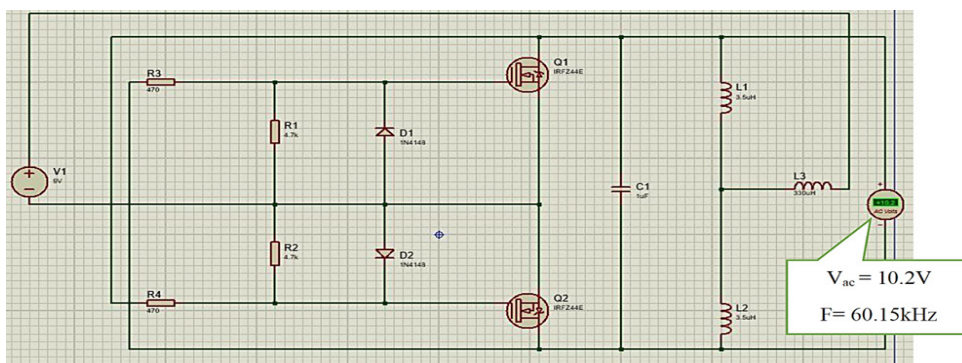 R3
470
Q1
IRFZ44E
R1
4.7k
D1
1N4148
L1
3.5uH
V1
9V
L3
330uH
C1
1uF
+10.2
AC Volts
R2
4.7k
D2
1N4148
R4
470
Q2
IRFZ44E
L2
3.5uH
Vac = 10.2V
F= 60.15kHz